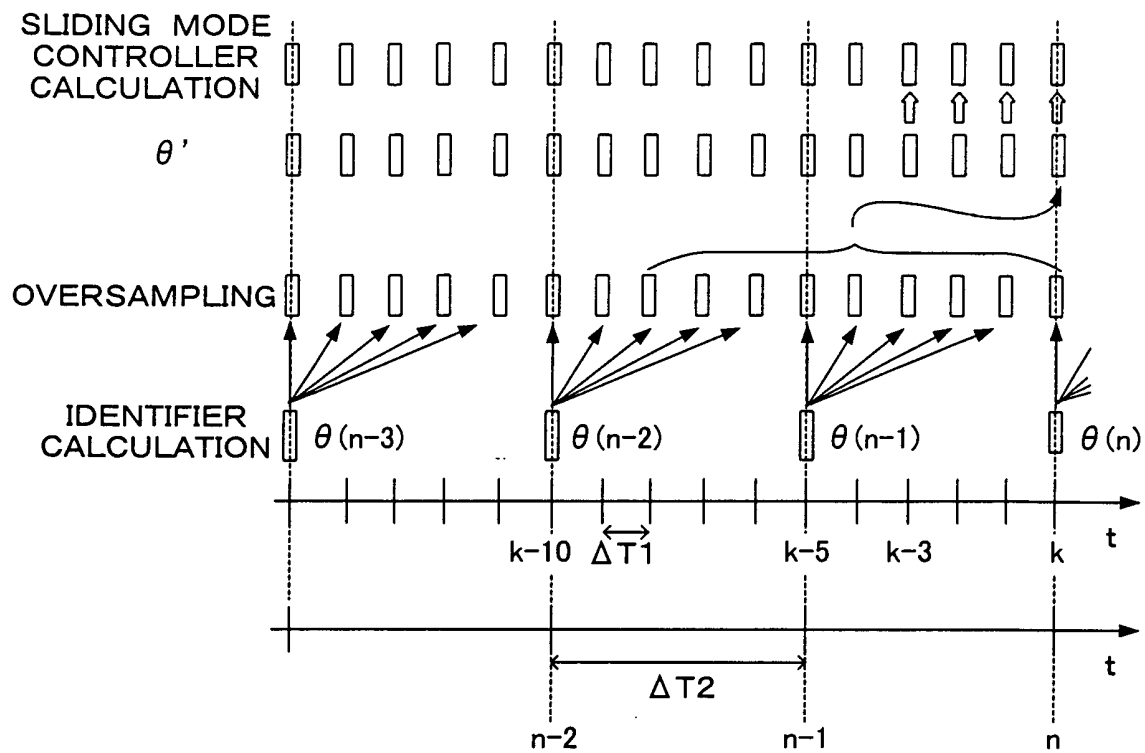 SLIDING MODE
CONTROLLER
CALCULATION
θ'
OVERSAMPLING
IDENTIFIER
CALCULATION
θ(n-3)
θ(n-2)
θ(n-1)
θ(n)
k-10
ΔT1
k-5
k-3
k
t
t
ΔT2
n-2
n-1
n